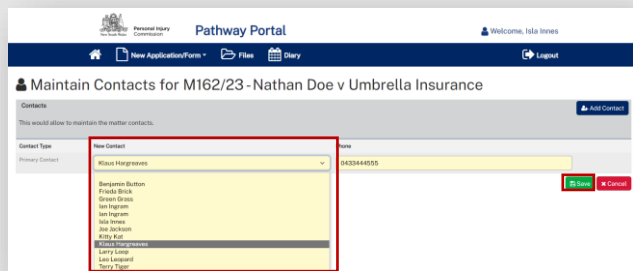 Personal Injury
Commission
Pathway Portal
Welcome, Isla Innes
New Application/Form
Files
Diary
Logout
Maintain Contacts for M162/23 - Nathan Doe v Umbrella Insurance
Contacts
Add Contact
This would allow to maintain the matter contacts.
Contact Type New Contact Phone
Primary Contact Klaus Hargreaves 0433444555
Save Cancel
Benjamin Button
Frieda Brick
Green Grass
Ian Ingram
Ian Ingram
Isla Innes
Joe Jackson
Kitty Kat
Klaus Hargreaves
Larry Loop
Leo Leopard
Terry Tiger